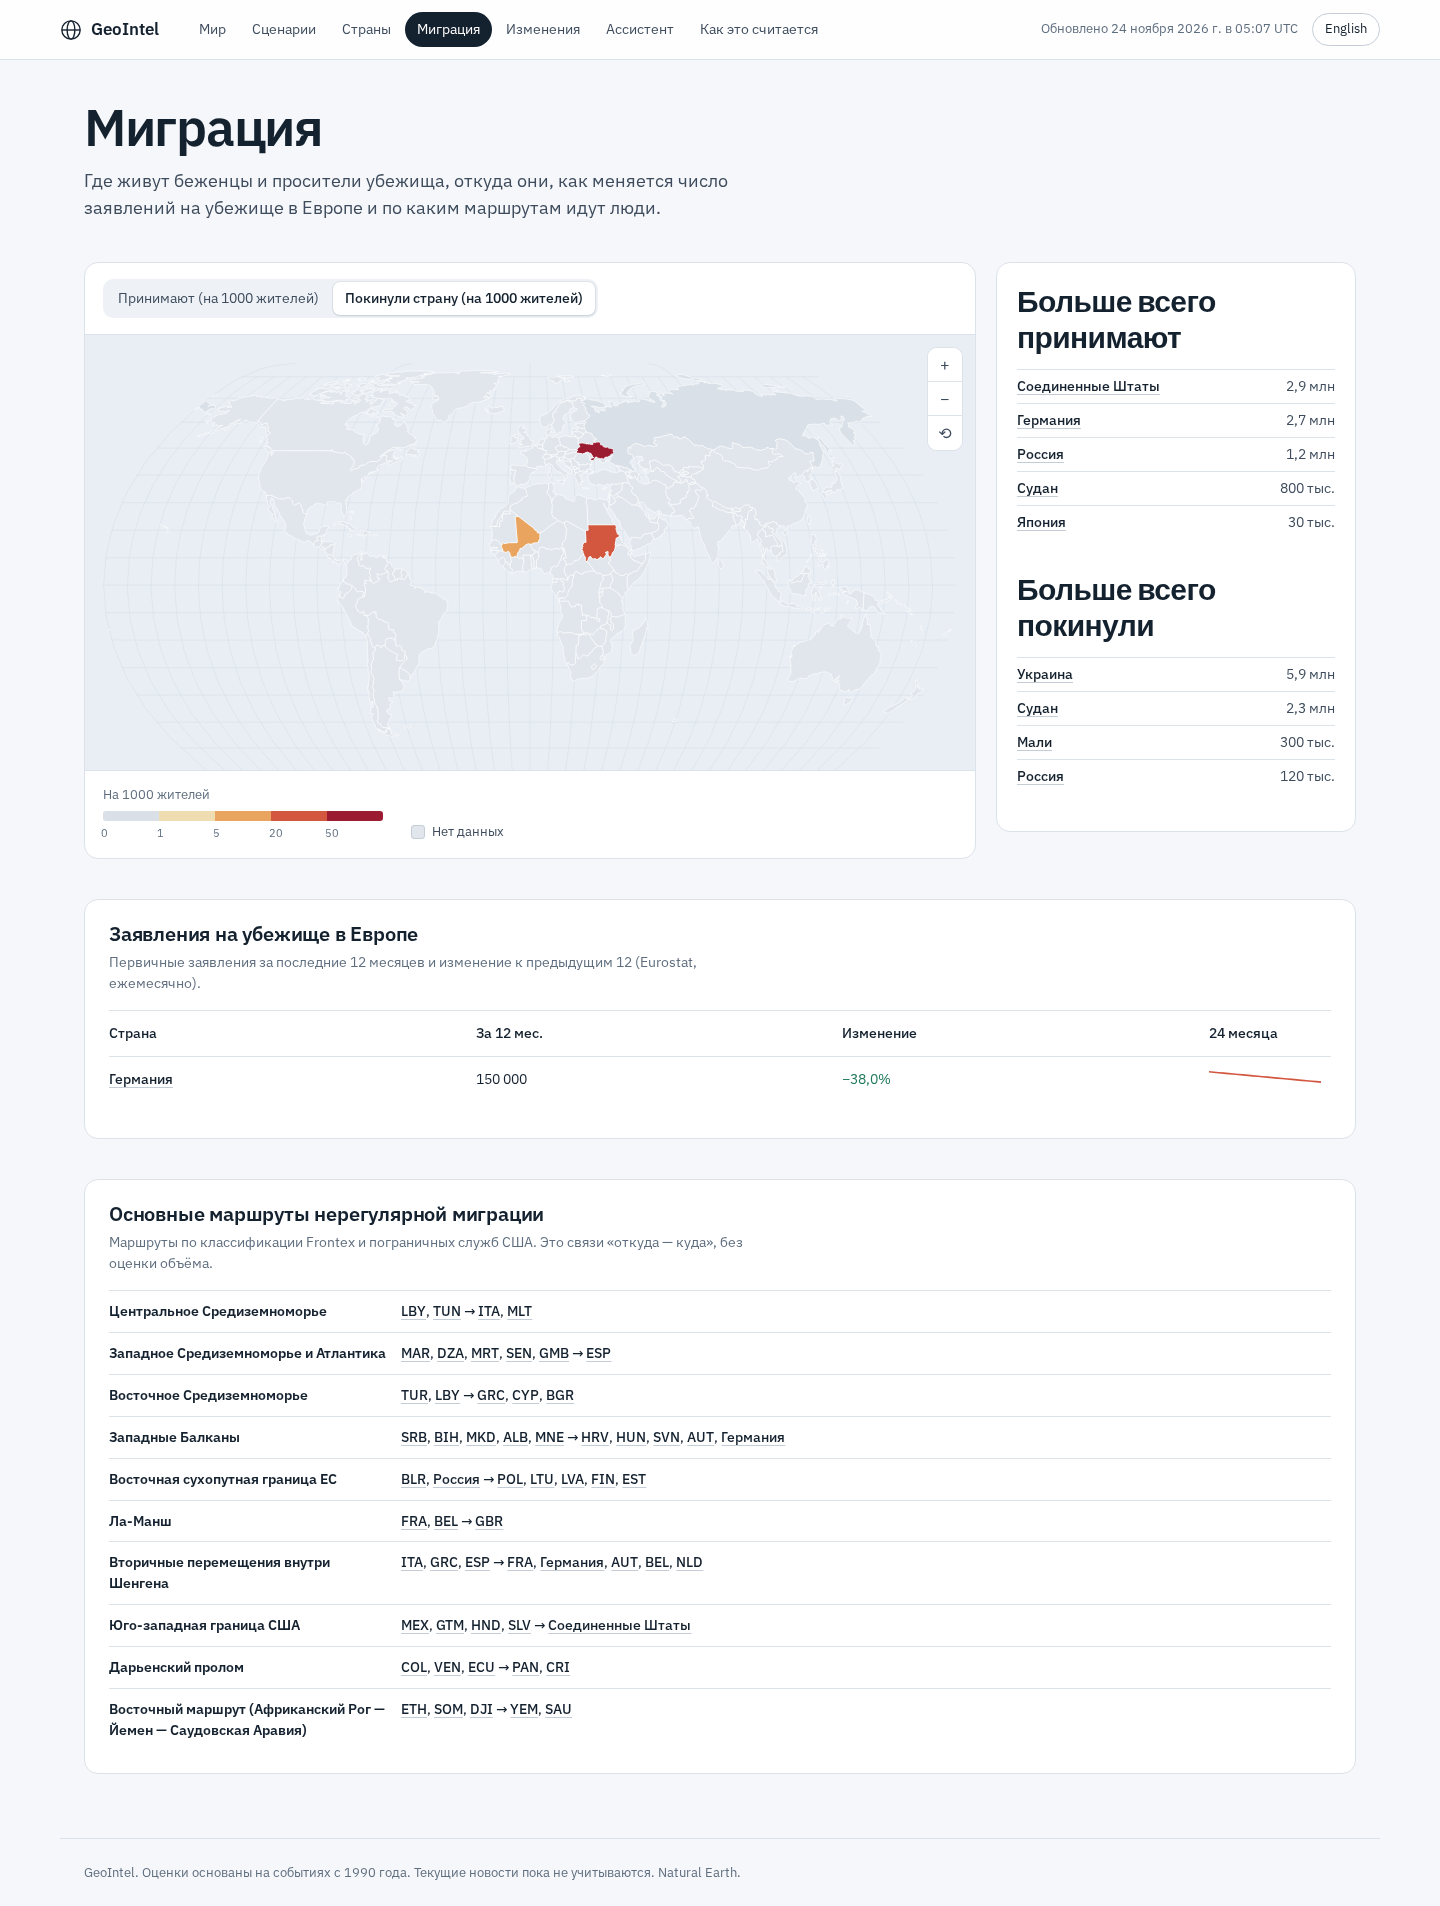 GeoIntel
Мир
Сценарии
Страны
Миграция
Изменения
Ассистент
Как это считается
Обновлено 24 ноября 2026 г. в 05:07 UTC
English
Миграция
Где живут беженцы и просители убежища, откуда они, как меняется число
заявлений на убежище в Европе и по каким маршрутам идут люди.
Принимают (на 1000 жителей)
Покинули страну (на 1000 жителей)
+
−
⟲
На 1000 жителей
0 1 5 20 50
Нет данных
Больше всего
принимают
Соединенные Штаты 2,9 млн
Германия 2,7 млн
Россия 1,2 млн
Судан 800 тыс.
Япония 30 тыс.
Больше всего
покинули
Украина 5,9 млн
Судан 2,3 млн
Мали 300 тыс.
Россия 120 тыс.
Заявления на убежище в Европе
Первичные заявления за последние 12 месяцев и изменение к предыдущим 12 (Eurostat,
ежемесячно).
Страна За 12 мес. Изменение 24 месяца
Германия 150 000 −38,0%
Основные маршруты нерегулярной миграции
Маршруты по классификации Frontex и пограничных служб США. Это связи «откуда — куда», без
оценки объёма.
Центральное Средиземноморье LBY, TUN → ITA, MLT
Западное Средиземноморье и Атлантика MAR, DZA, MRT, SEN, GMB → ESP
Восточное Средиземноморье TUR, LBY → GRC, CYP, BGR
Западные Балканы SRB, BIH, MKD, ALB, MNE → HRV, HUN, SVN, AUT, Германия
Восточная сухопутная граница ЕС BLR, Россия → POL, LTU, LVA, FIN, EST
Ла-Манш FRA, BEL → GBR
Вторичные перемещения внутри
Шенгена
ITA, GRC, ESP → FRA, Германия, AUT, BEL, NLD
Юго-западная граница США MEX, GTM, HND, SLV → Соединенные Штаты
Дарьенский пролом COL, VEN, ECU → PAN, CRI
Восточный маршрут (Африканский Рог —
Йемен — Саудовская Аравия)
ETH, SOM, DJI → YEM, SAU
GeoIntel. Оценки основаны на событиях с 1990 года. Текущие новости пока не учитываются. Natural Earth.